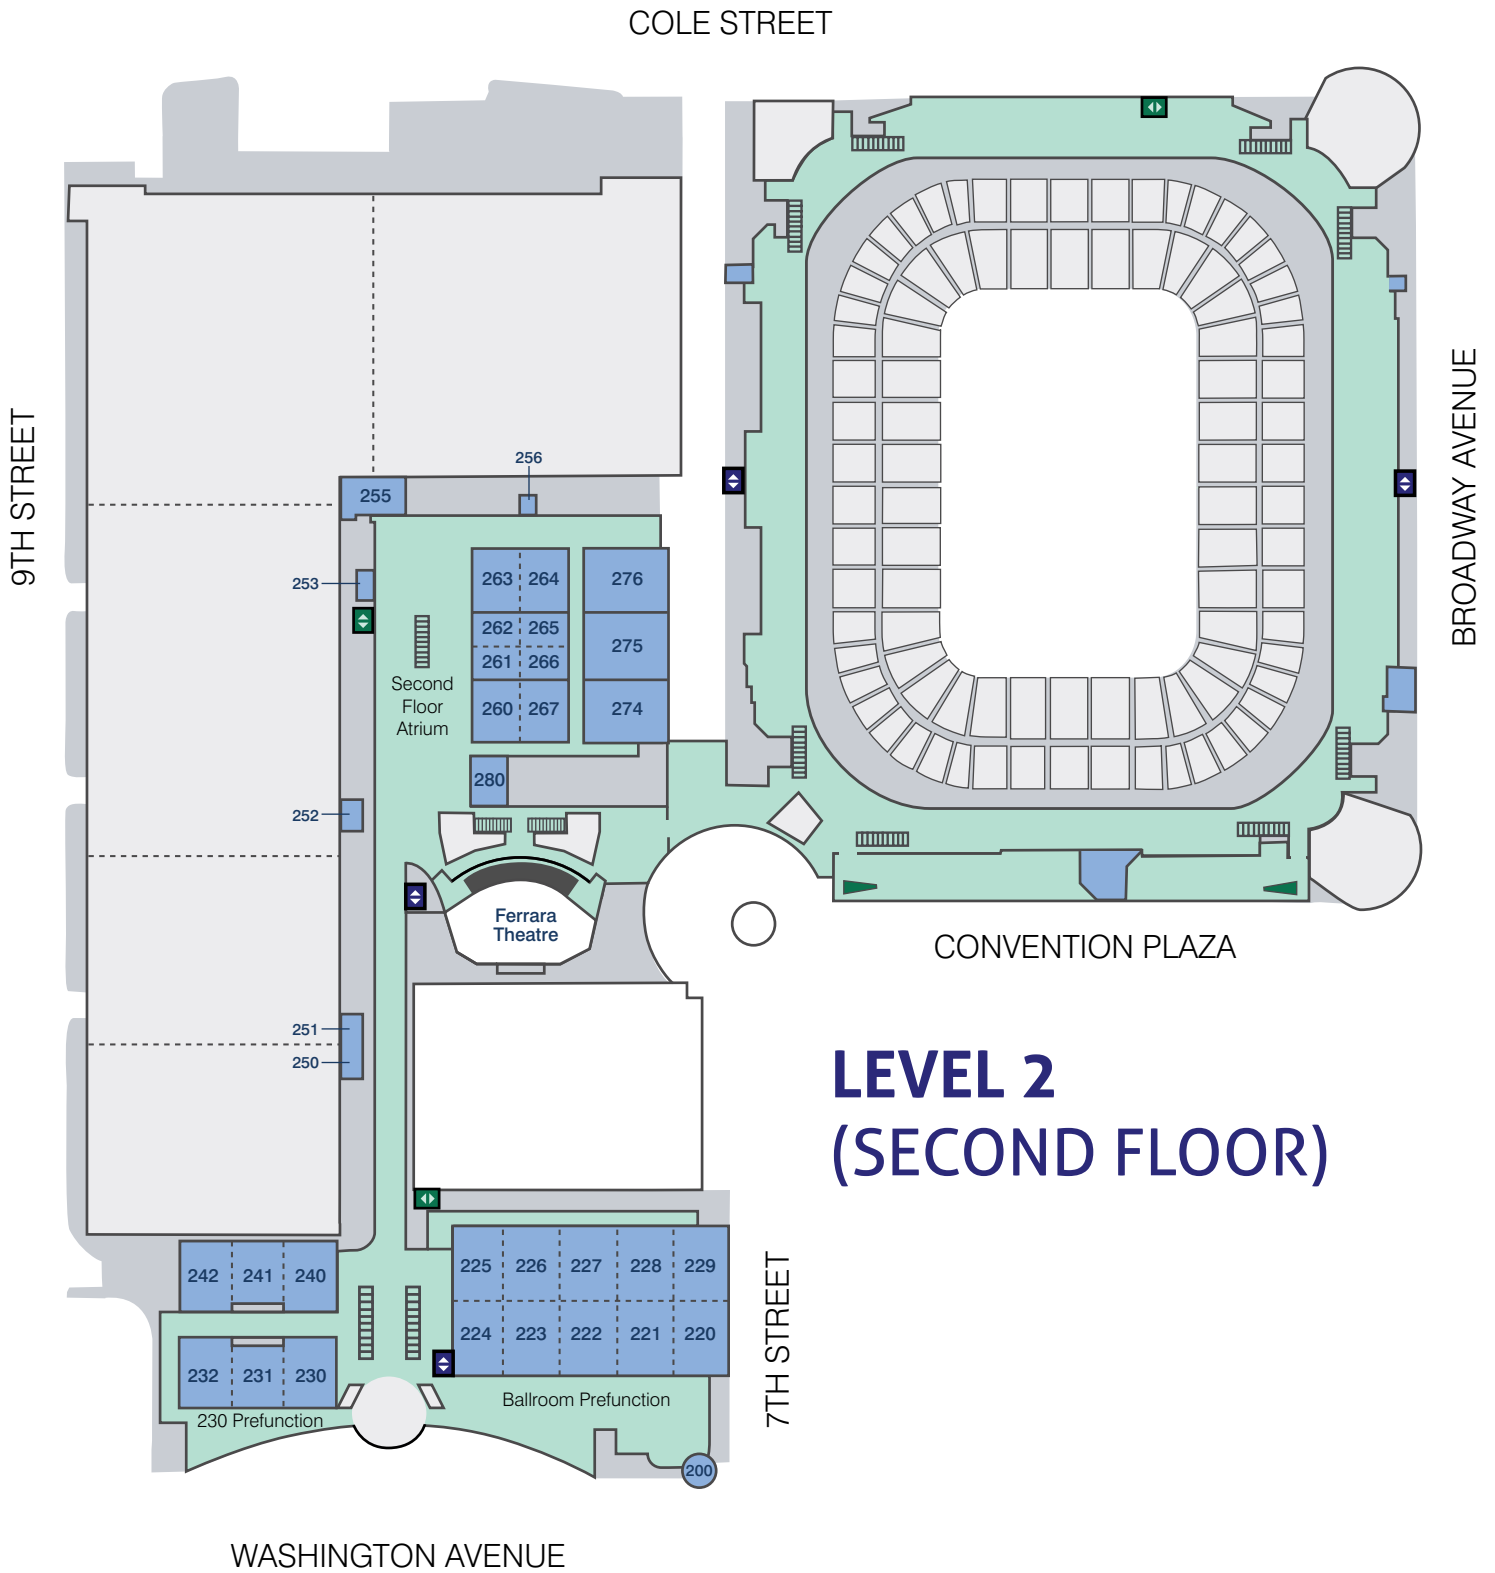 COLE STREET
9TH STREET
BROADWAY AVENUE
256
255
253
263 264
276
262 265
275
261 266
260 267
274
Second
Floor
Atrium
280
252
Ferrara
Theatre
CONVENTION PLAZA
251
250
LEVEL 2
(SECOND FLOOR)
242 241 240
225 226 227 228 229
224 223 222 221 220
232 231 230
7TH STREET
Ballroom Prefunction
230 Prefunction
200
WASHINGTON AVENUE